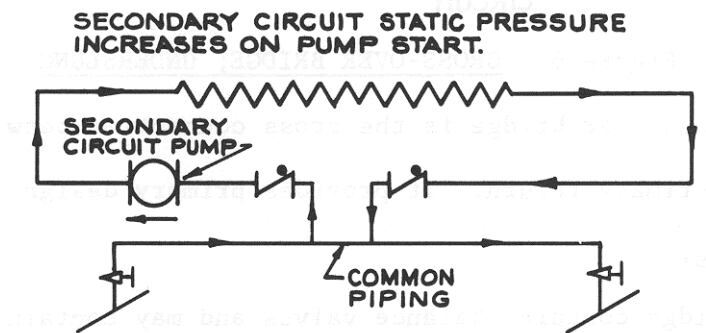 SECONDARY CIRCUIT STATIC PRESSURE
INCREASES ON PUMP START.
SECONDARY
CIRCUIT PUMP
COMMON
PIPING